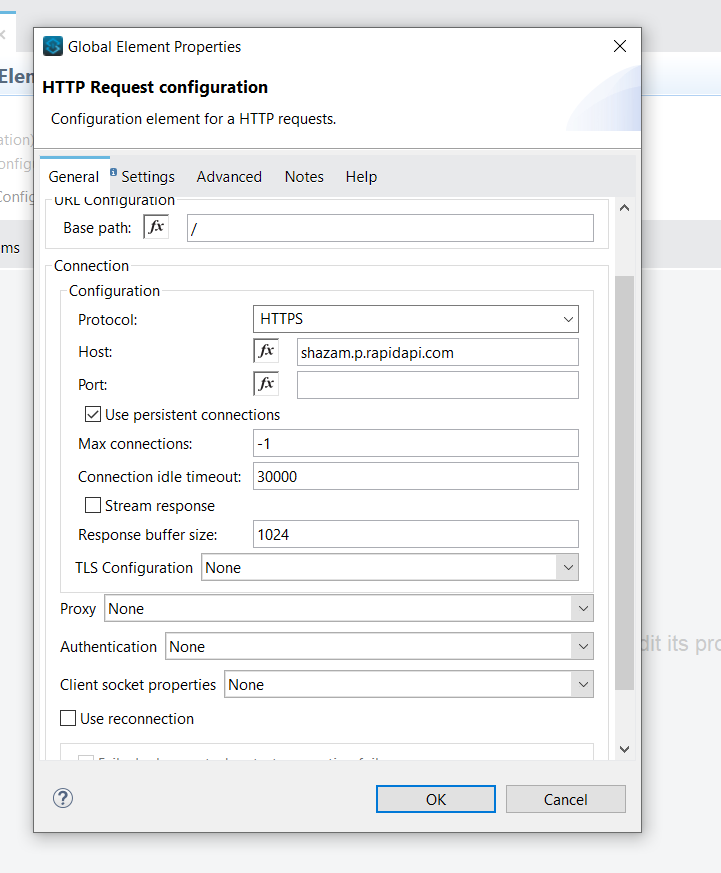 Global Element Properties
HTTP Request configuration
Configuration element for a HTTP requests.
General Settings Advanced Notes Help
URL Configuration
Base path: fx /
Connection
Configuration
Protocol: HTTPS
Host: fx shazam.p.rapidapi.com
Port: fx
Use persistent connections
Max connections: -1
Connection idle timeout: 30000
Stream response
Response buffer size: 1024
TLS Configuration None
Proxy None
Authentication None
Client socket properties None
Use reconnection
OK Cancel
Elem
ation)
onfig
Config
ms
dit its pro